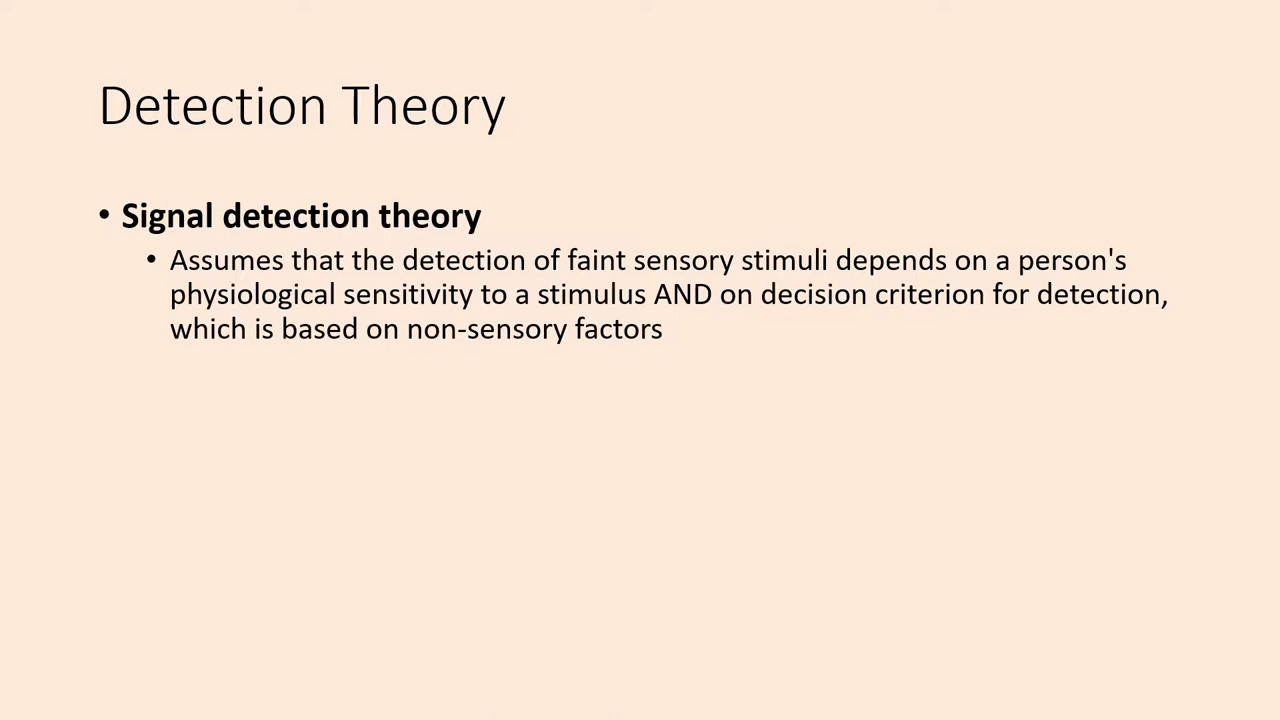 Detection Theory
• Signal detection theory
• Assumes that the detection of faint sensory stimuli depends on a person's
physiological sensitivity to a stimulus AND on decision criterion for detection,
which is based on non-sensory factors